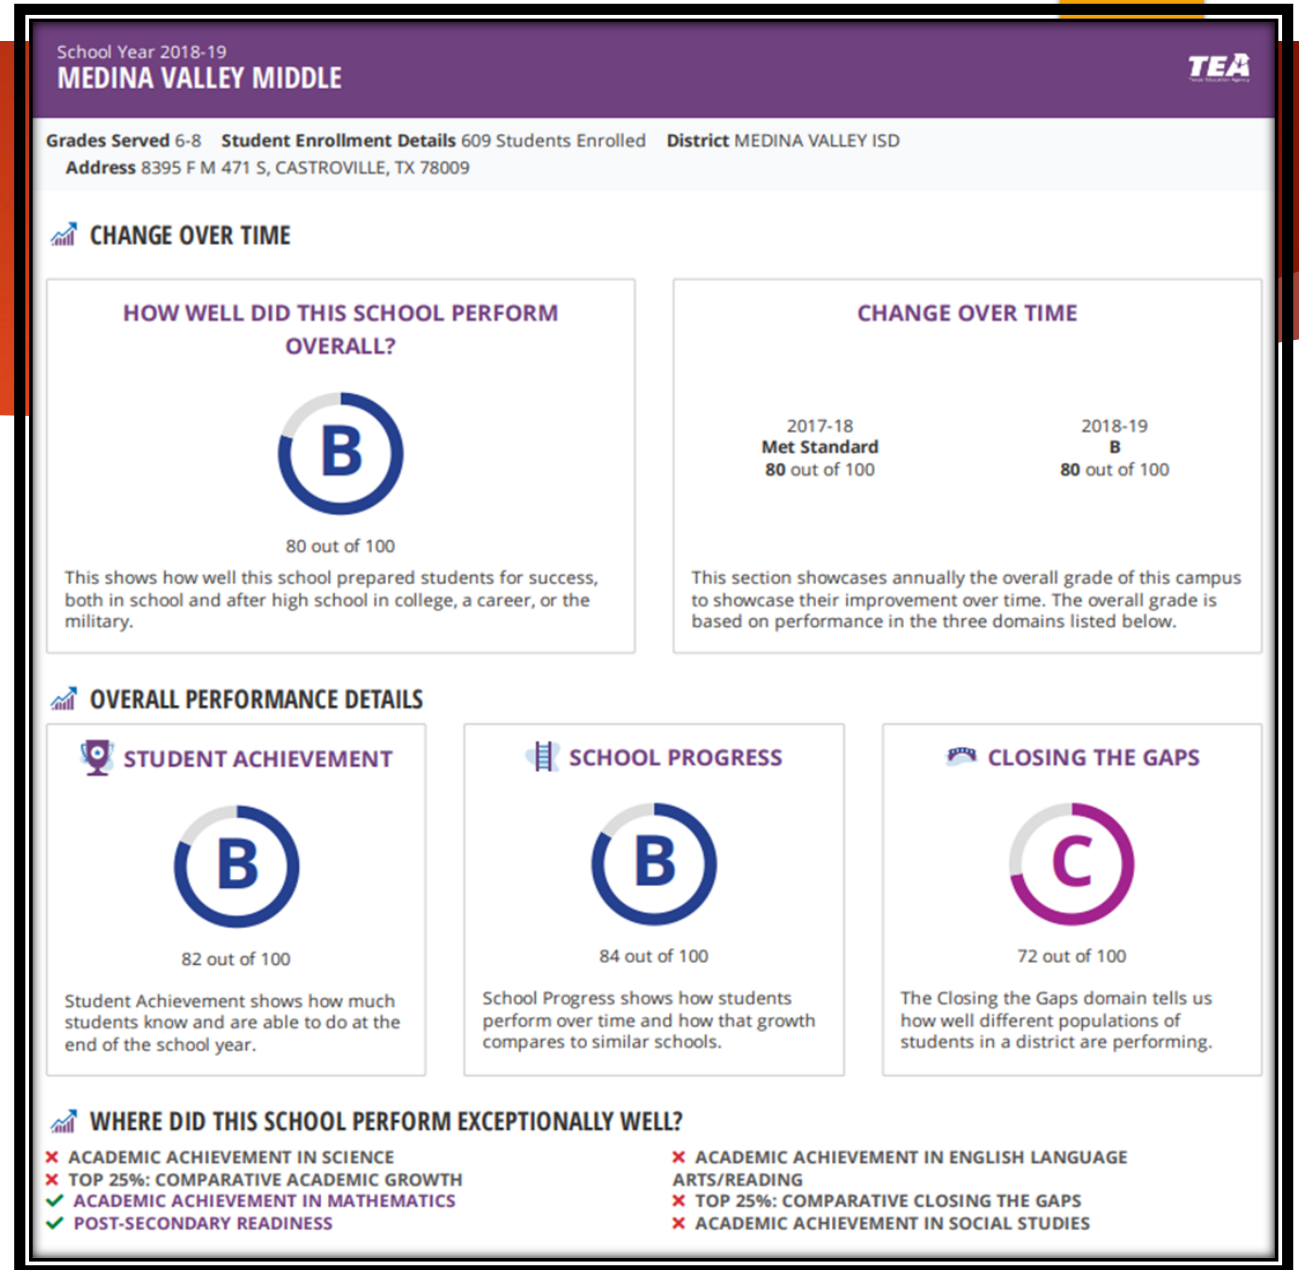 School Year 2018-19
MEDINA VALLEY MIDDLE
TEA
Texas Education Agency
Grades Served 6-8 Student Enrollment Details 609 Students Enrolled District MEDINA VALLEY ISD
Address 8395 F M 471 S, CASTROVILLE, TX 78009
CHANGE OVER TIME
HOW WELL DID THIS SCHOOL PERFORM
OVERALL?
B
80 out of 100
This shows how well this school prepared students for success,
both in school and after high school in college, a career, or the
military.
CHANGE OVER TIME
2017-18
Met Standard
80 out of 100
2018-19
B
80 out of 100
This section showcases annually the overall grade of this campus
to showcase their improvement over time. The overall grade is
based on performance in the three domains listed below.
OVERALL PERFORMANCE DETAILS
STUDENT ACHIEVEMENT
B
82 out of 100
Student Achievement shows how much
students know and are able to do at the
end of the school year.
SCHOOL PROGRESS
B
84 out of 100
School Progress shows how students
perform over time and how that growth
compares to similar schools.
CLOSING THE GAPS
C
72 out of 100
The Closing the Gaps domain tells us
how well different populations of
students in a district are performing.
WHERE DID THIS SCHOOL PERFORM EXCEPTIONALLY WELL?
ACADEMIC ACHIEVEMENT IN SCIENCE
TOP 25%: COMPARATIVE ACADEMIC GROWTH
ACADEMIC ACHIEVEMENT IN MATHEMATICS
POST-SECONDARY READINESS
ACADEMIC ACHIEVEMENT IN ENGLISH LANGUAGE
ARTS/READING
TOP 25%: COMPARATIVE CLOSING THE GAPS
ACADEMIC ACHIEVEMENT IN SOCIAL STUDIES